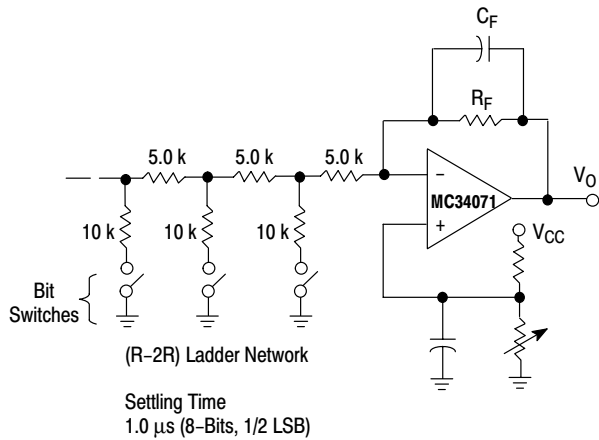 C_F
R_F
5.0 k 5.0 k 5.0 k
− MC34071 +
V_O
V_CC
10 k 10 k 10 k
Bit
Switches
(R−2R) Ladder Network
Settling Time
1.0 μs (8−Bits, 1/2 LSB)